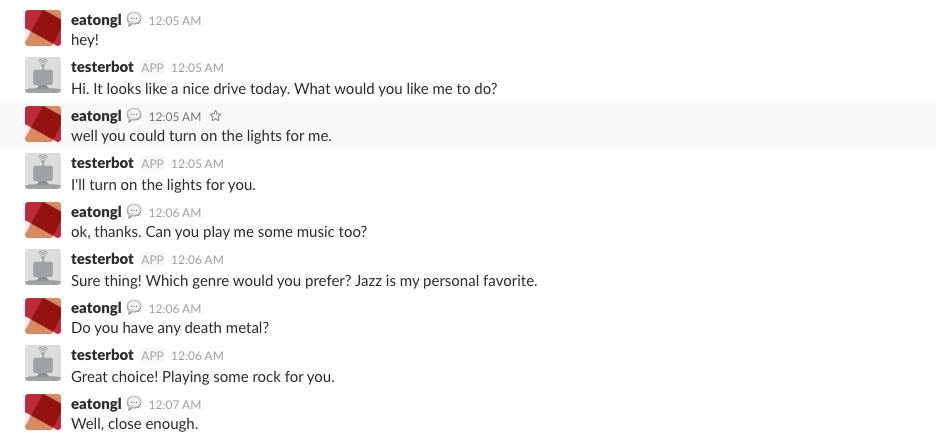 eatongl 12:05 AM
hey!
testerbot APP 12:05 AM
Hi. It looks like a nice drive today. What would you like me to do?
eatongl 12:05 AM
well you could turn on the lights for me.
testerbot APP 12:05 AM
I'll turn on the lights for you.
eatongl 12:06 AM
ok, thanks. Can you play me some music too?
testerbot APP 12:06 AM
Sure thing! Which genre would you prefer? Jazz is my personal favorite.
eatongl 12:06 AM
Do you have any death metal?
testerbot APP 12:06 AM
Great choice! Playing some rock for you.
eatongl 12:07 AM
Well, close enough.